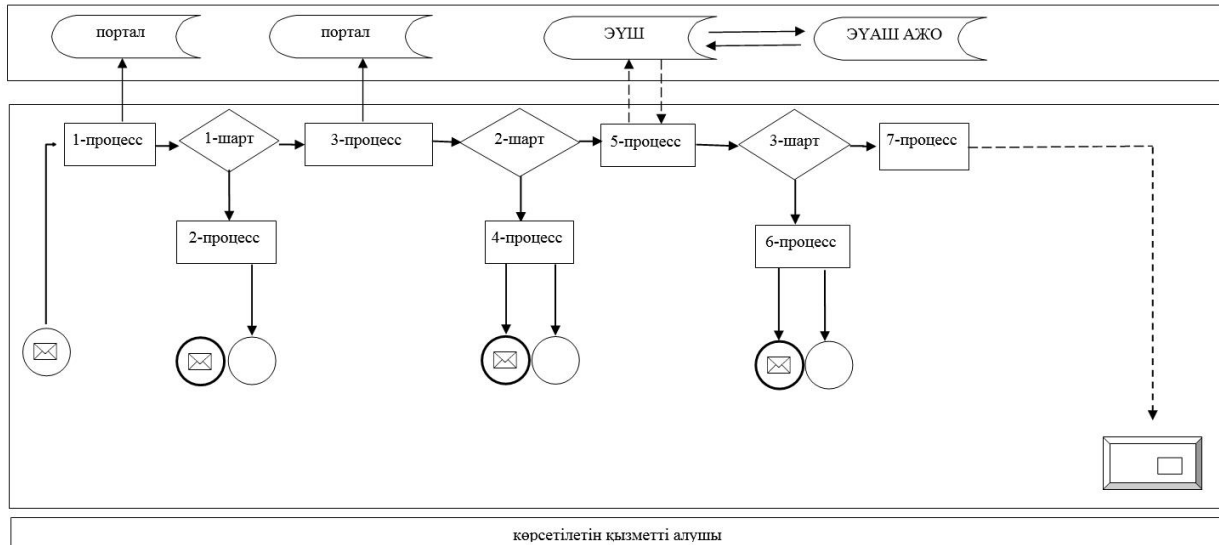 портал
портал
ЭҮШ
ЭҮАШ АЖО
1-процесс
1-шарт
3-процесс
2-шарт
5-процесс
3-шарт
7-процесс
2-процесс
4-процесс
6-процесс
көрсетілетін қызметті алушы